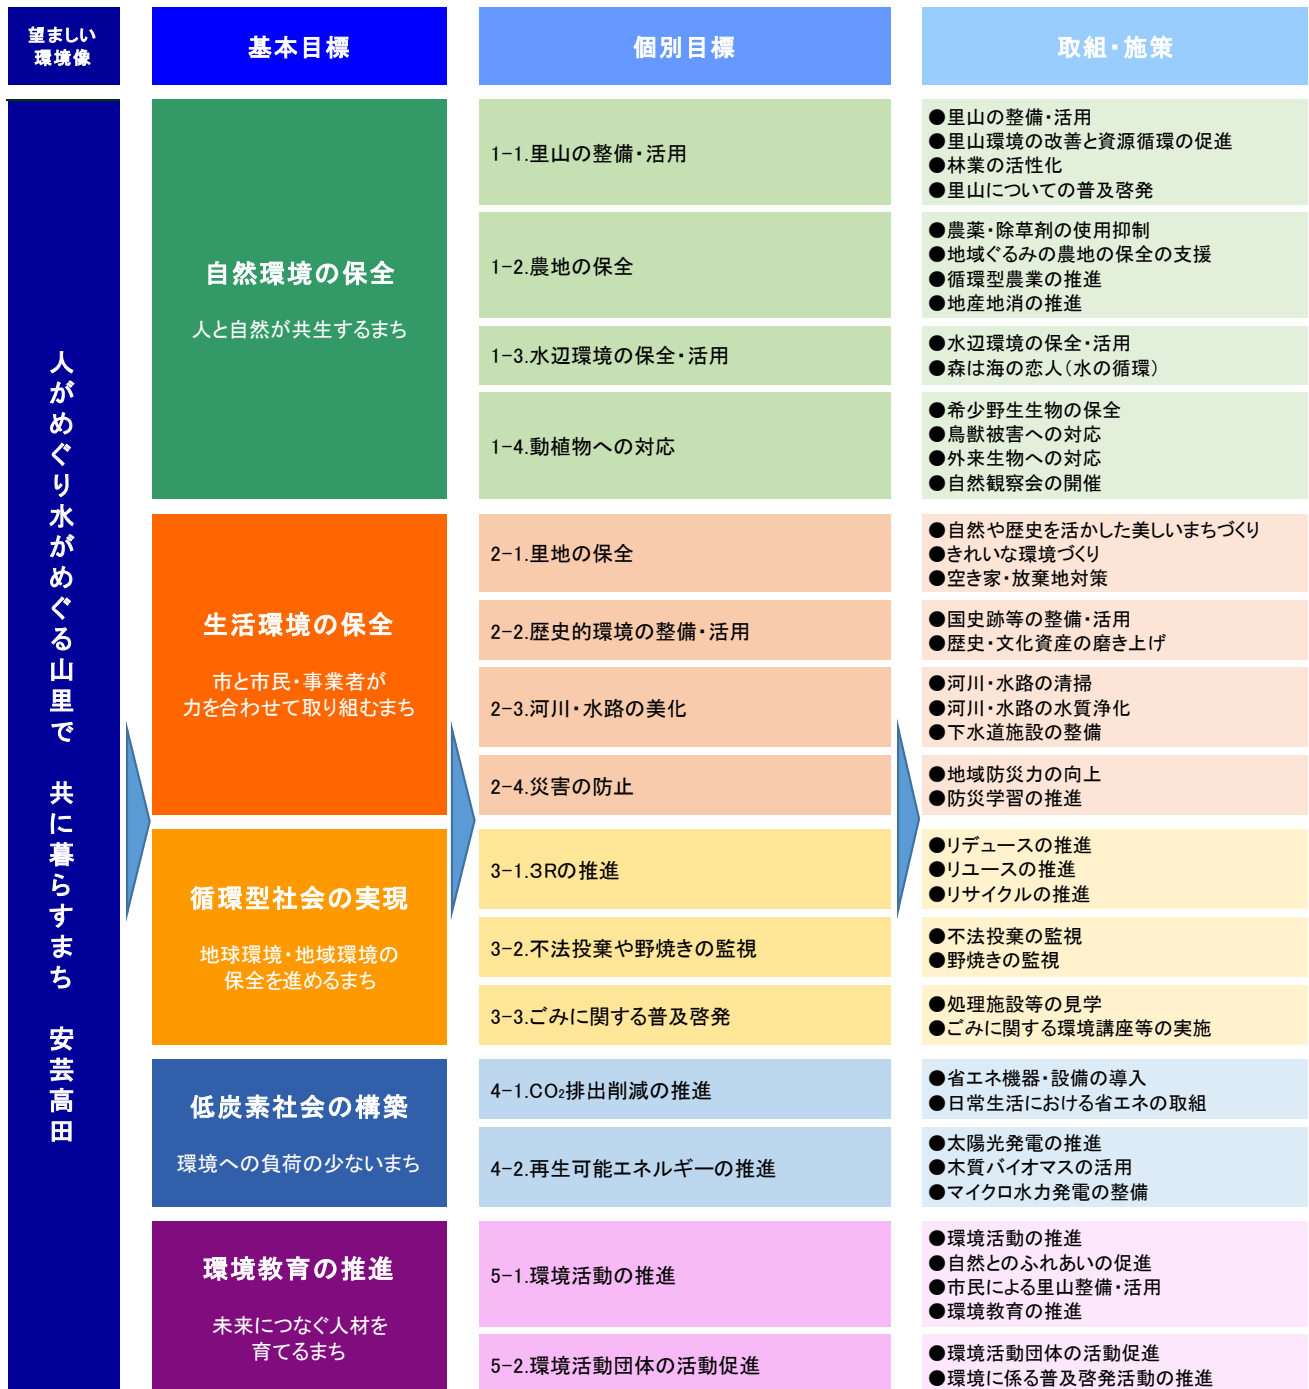 望ましい
環境像
基本目標
個別目標
取組・施策
人がめぐり水がめぐる山里で　共に暮らすまち　安芸高田
自然環境の保全
人と自然が共生するまち
1-1.里山の整備・活用
●里山の整備・活用
●里山環境の改善と資源循環の促進
●林業の活性化
●里山についての普及啓発
1-2.農地の保全
●農薬・除草剤の使用抑制
●地域ぐるみの農地の保全の支援
●循環型農業の推進
●地産地消の推進
1-3.水辺環境の保全・活用
●水辺環境の保全・活用
●森は海の恋人（水の循環）
1-4.動植物への対応
●希少野生生物の保全
●鳥獣被害への対応
●外来生物への対応
●自然観察会の開催
生活環境の保全
市と市民・事業者が
力を合わせて取り組むまち
2-1.里地の保全
●自然や歴史を活かした美しいまちづくり
●きれいな環境づくり
●空き家・放棄地対策
2-2.歴史的環境の整備・活用
●国史跡等の整備・活用
●歴史・文化資産の磨き上げ
2-3.河川・水路の美化
●河川・水路の清掃
●河川・水路の水質浄化
●下水道施設の整備
2-4.災害の防止
●地域防災力の向上
●防災学習の推進
循環型社会の実現
地球環境・地域環境の
保全を進めるまち
3-1.3Rの推進
●リデュースの推進
●リユースの推進
●リサイクルの推進
3-2.不法投棄や野焼きの監視
●不法投棄の監視
●野焼きの監視
3-3.ごみに関する普及啓発
●処理施設等の見学
●ごみに関する環境講座等の実施
低炭素社会の構築
環境への負荷の少ないまち
4-1.CO₂排出削減の推進
●省エネ機器・設備の導入
●日常生活における省エネの取組
4-2.再生可能エネルギーの推進
●太陽光発電の推進
●木質バイオマスの活用
●マイクロ水力発電の整備
環境教育の推進
未来につなぐ人材を
育てるまち
5-1.環境活動の推進
●環境活動の推進
●自然とのふれあいの促進
●市民による里山整備・活用
●環境教育の推進
5-2.環境活動団体の活動促進
●環境活動団体の活動促進
●環境に係る普及啓発活動の推進